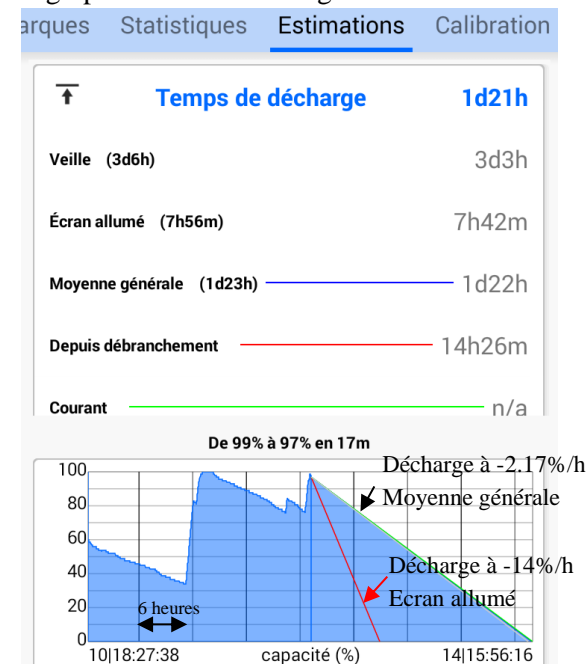 arques Statistiques Estimations Calibration
Temps de décharge 1d21h
Veille (3d6h) 3d3h
Écran allumé (7h56m) 7h42m
Moyenne générale (1d23h) 1d22h
Depuis débranchement 14h26m
Courant n/a
De 99% à 97% en 17m
100
Décharge à -2.17%/h
80
Moyenne générale
60
40
Décharge à -14%/h
20
6 heures
Ecran allumé
0
10|18:27:38 capacité (%) 14|15:56:16